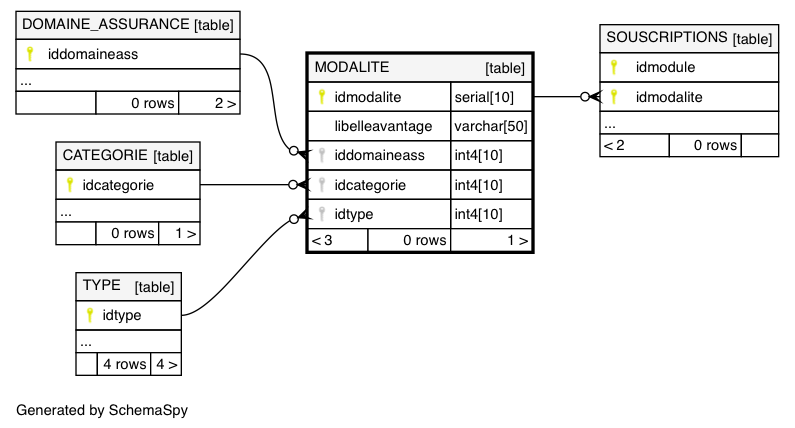 DOMAINE_ASSURANCE [table]
iddomaineass
...
0 rows 2 >
CATEGORIE [table]
idcategorie
...
0 rows 1 >
TYPE [table]
idtype
...
4 rows 4 >
MODALITE [table]
idmodalite serial[10]
libelleavantage varchar[50]
iddomaineass int4[10]
idcategorie int4[10]
idtype int4[10]
< 3 0 rows 1 >
SOUSCRIPTIONS [table]
idmodule
idmodalite
...
< 2 0 rows
Generated by SchemaSpy